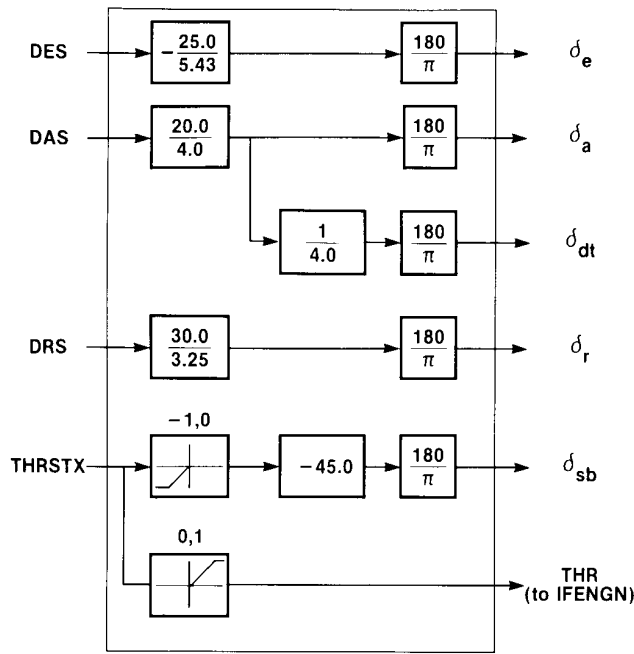 DES
- 25.0
5.43
180
π
δe
DAS
20.0
4.0
180
π
δa
1
4.0
180
π
δdt
DRS
30.0
3.25
180
π
δr
-1,0
THRSTX
-45.0
180
π
δsb
0,1
THR
(to IFENGN)